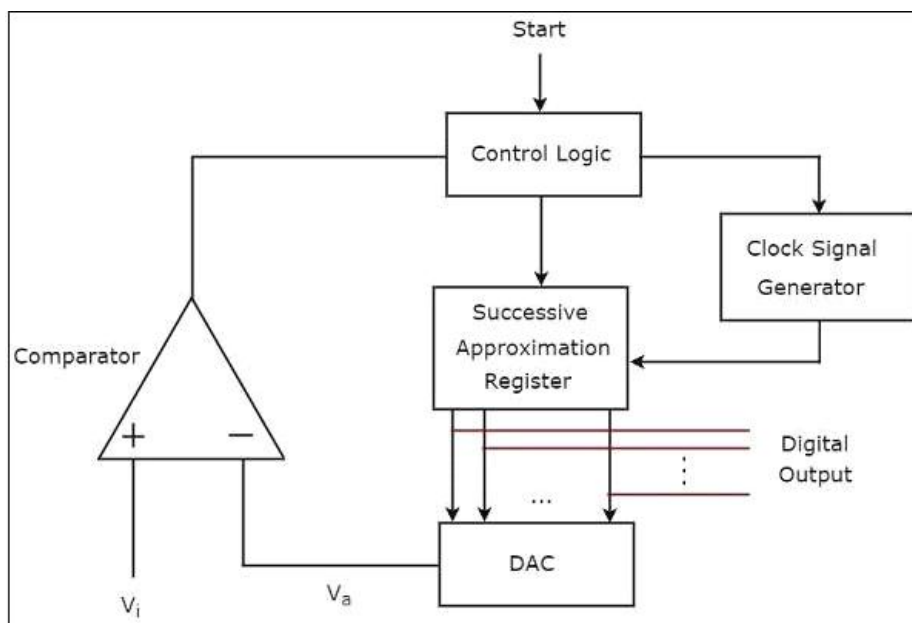 Start
Control Logic
Clock Signal
Generator
Successive
Approximation
Register
Comparator
+ −
Digital
Output
...
...
DAC
Va
Vi